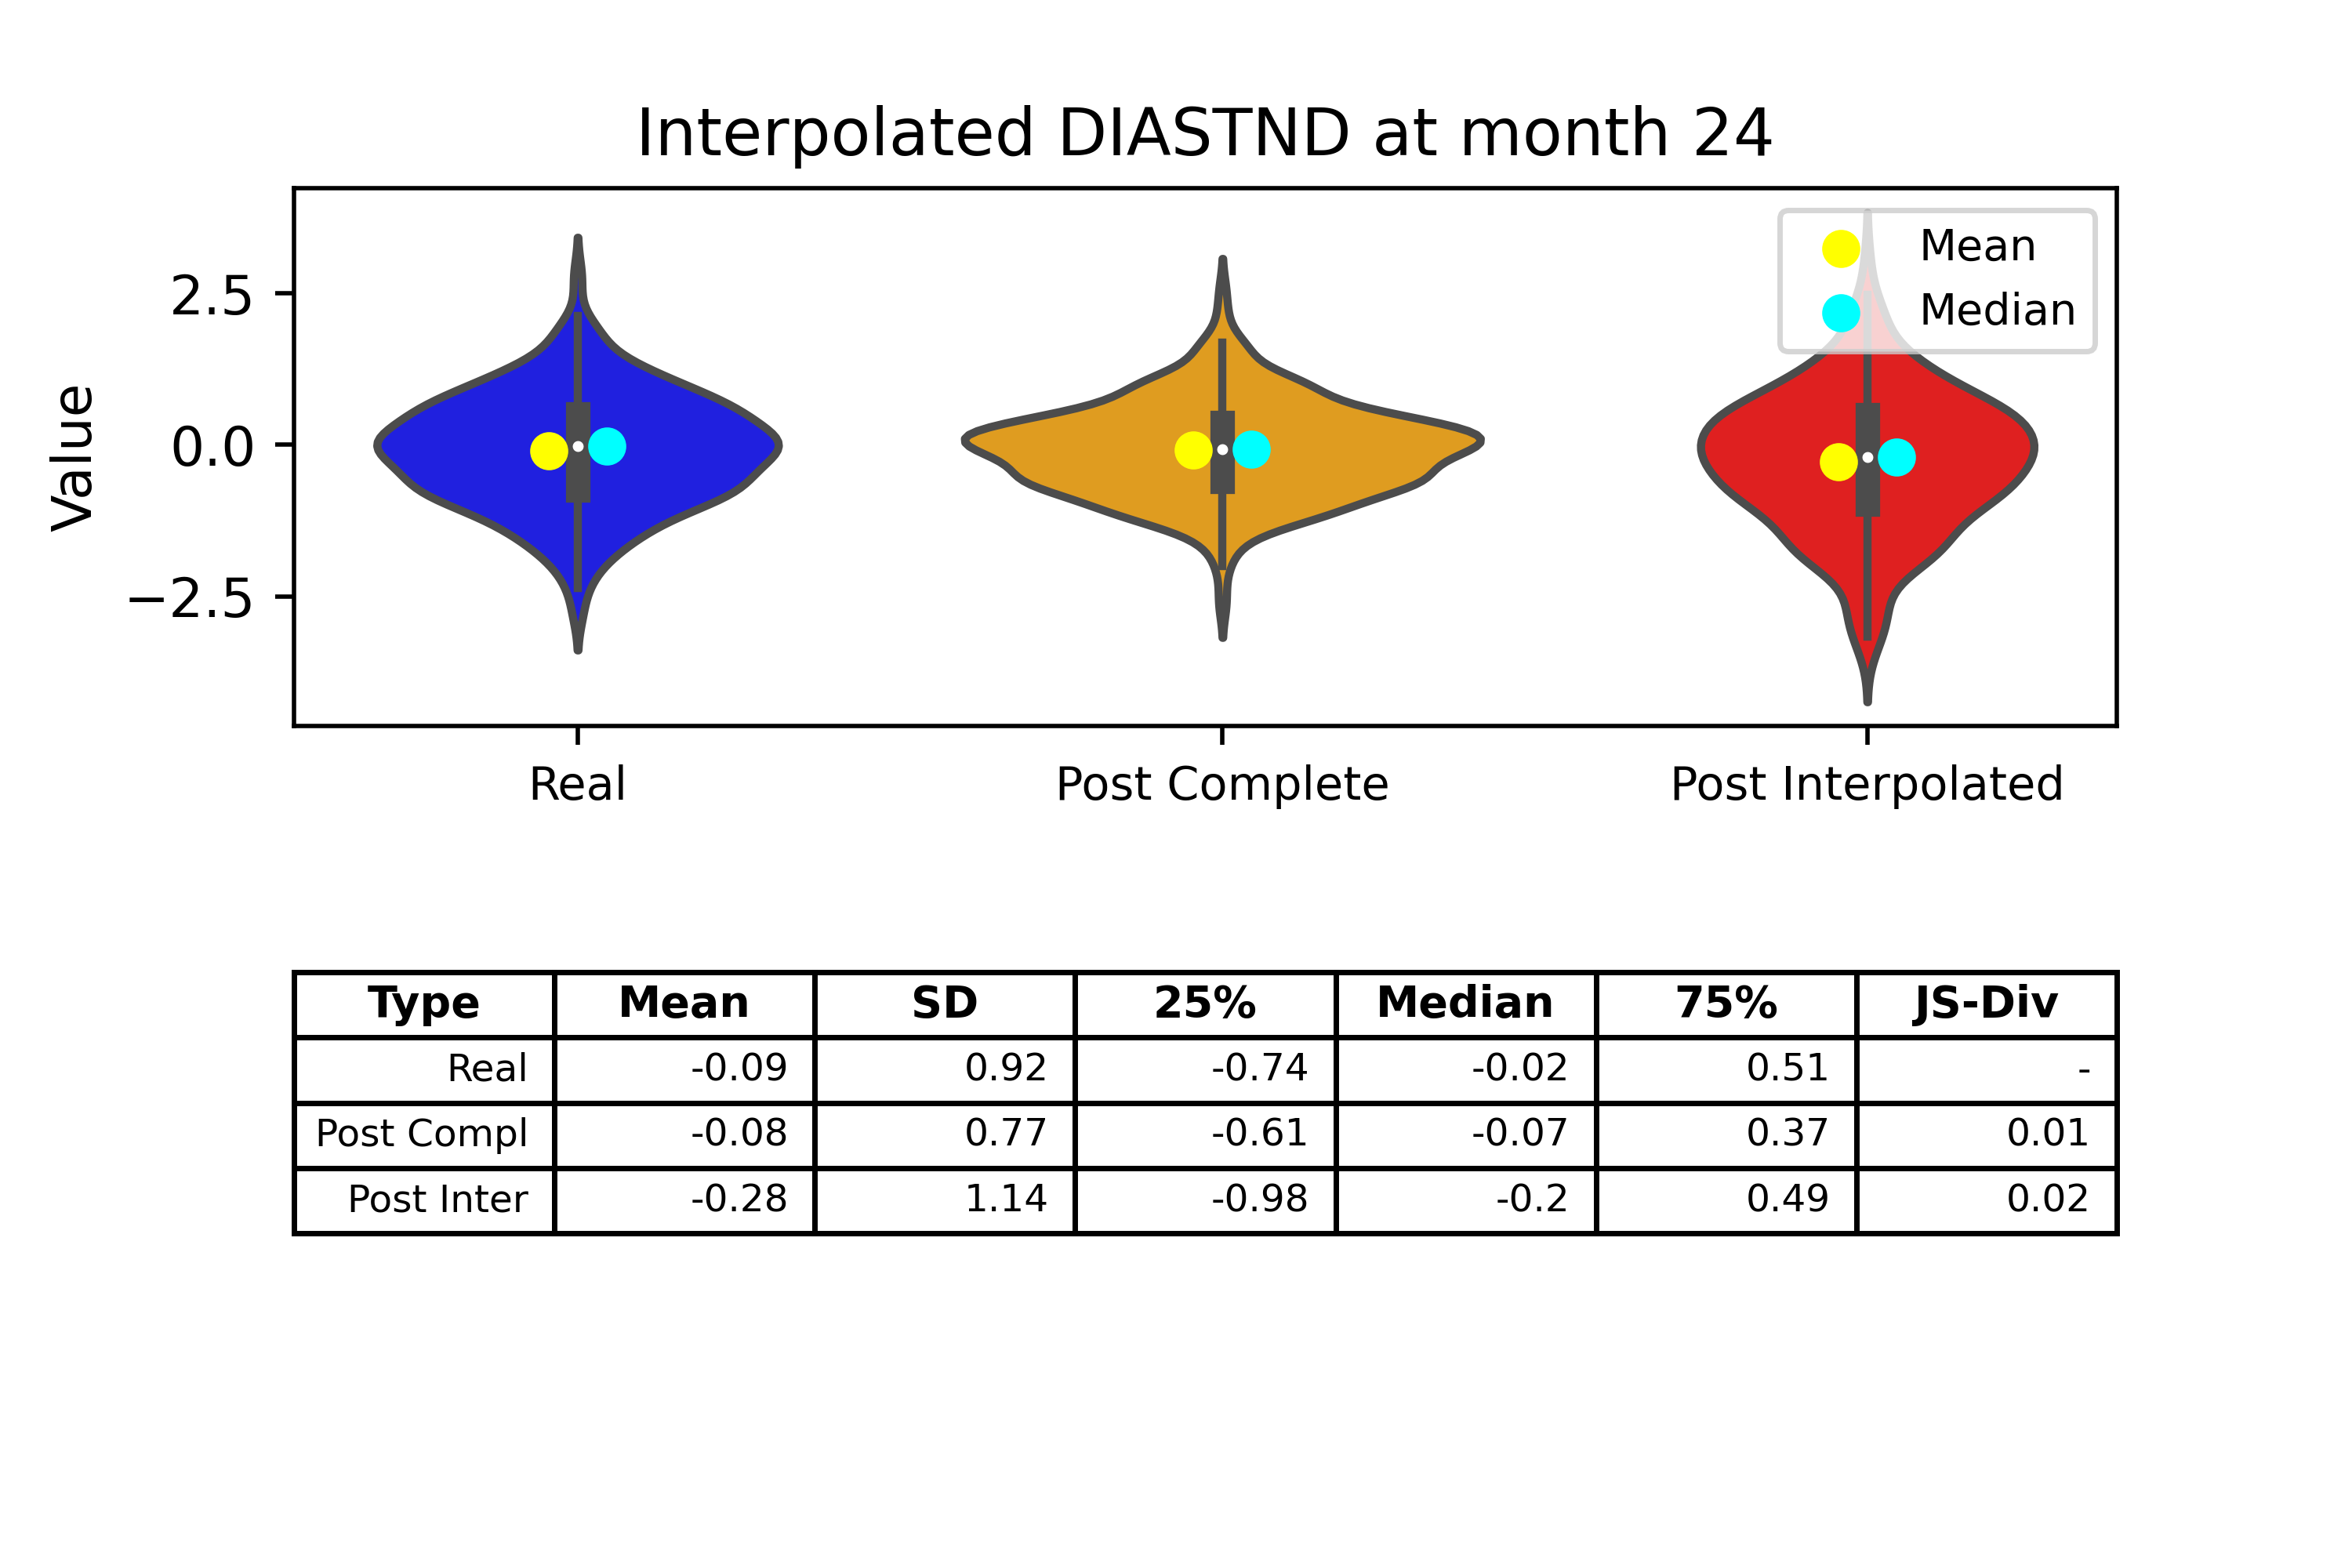 Interpolated DIASTND at month 24
Value
2.5
0.0
−2.5
Mean
Median
Real Post Complete Post Interpolated
Type Mean SD 25% Median 75% JS-Div
Real -0.09 0.92 -0.74 -0.02 0.51 -
Post Compl -0.08 0.77 -0.61 -0.07 0.37 0.01
Post Inter -0.28 1.14 -0.98 -0.2 0.49 0.02